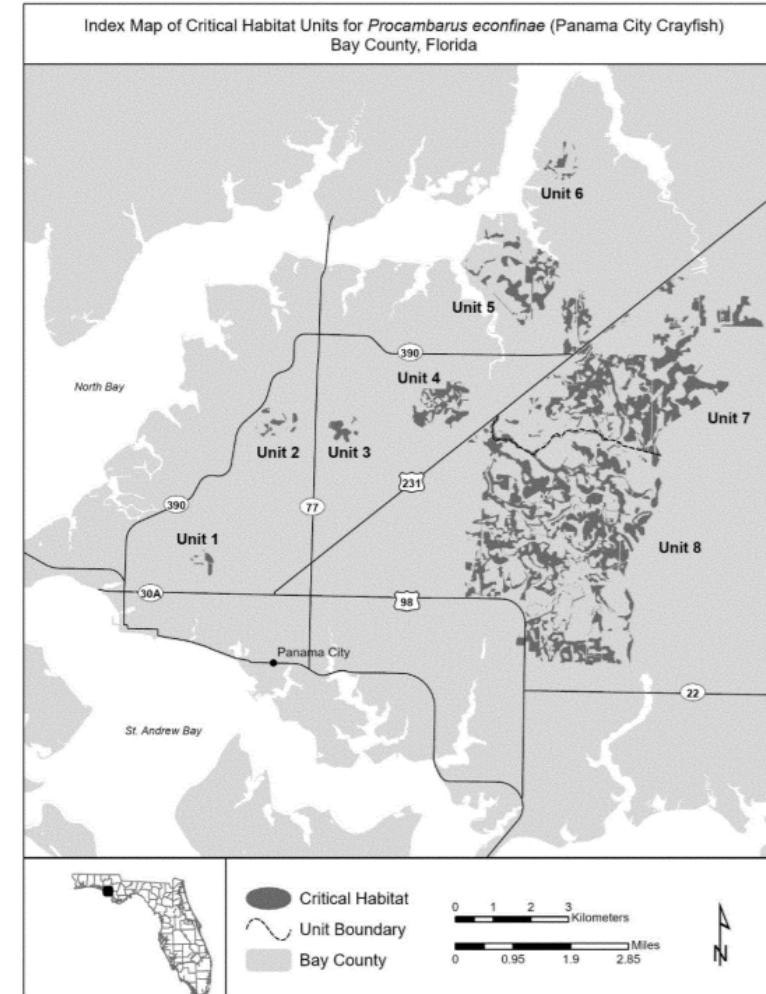 Index Map of Critical Habitat Units for Procambarus econfinae (Panama City Crayfish)
Bay County, Florida
Unit 6
Unit 5
390
Unit 4
North Bay
Unit 7
Unit 2
Unit 3
231
390
77
Unit 1
Unit 8
30A
98
Panama City
22
St. Andrew Bay
Critical Habitat
Unit Boundary
Bay County
0 1 2 3
Kilometers
Miles
0 0.95 1.9 2.85
N